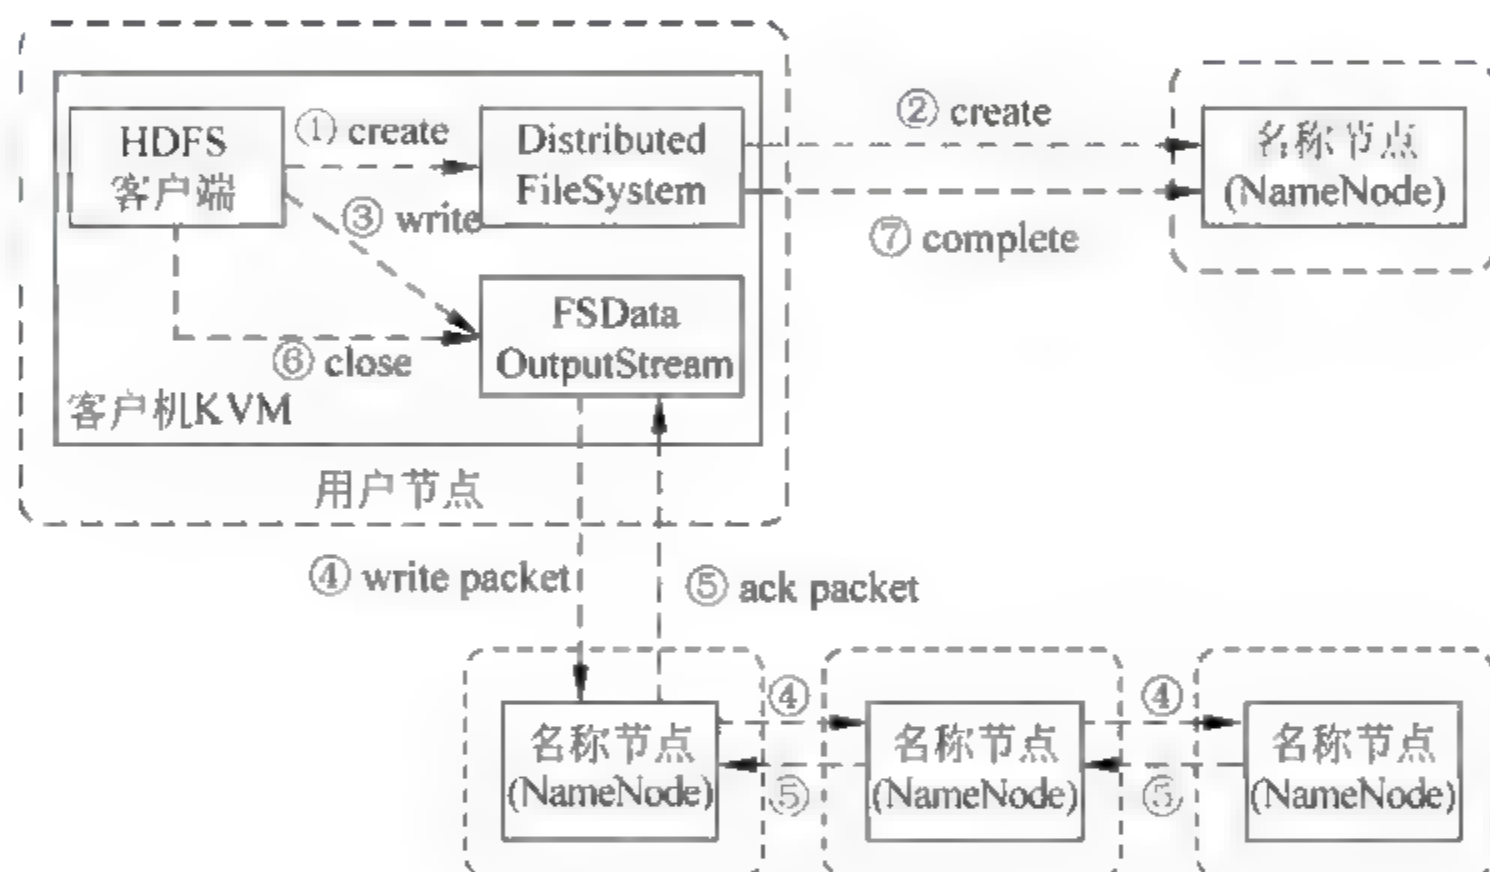 HDFS
客户端
① create
Distributed
FileSystem
② create
名称节点
(NameNode)
③ write
⑦ complete
FSData
OutputStream
⑥ close
客户机KVM
用户节点
④ write packet
⑤ ack packet
④
④
名称节点
(NameNode)
名称节点
(NameNode)
名称节点
(NameNode)
⑤
⑤